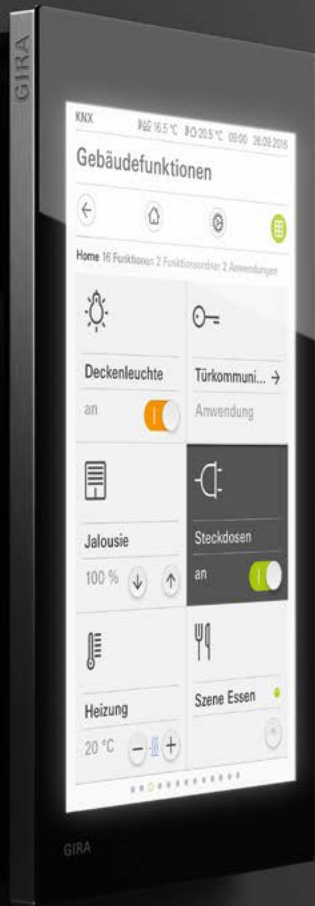 GIRA
KNX 16.5 °C 20.5 °C 09:00 26.09.2016
Gebäudefunktionen
Home 16 Funktionen 2 Funktionsordner 2 Anwendungen
Deckenleuchte
an
Türkommuni...
Anwendung
Jalousie
100 %
Steckdosen
an
Heizung
20 °C
Szene Essen
GIRA